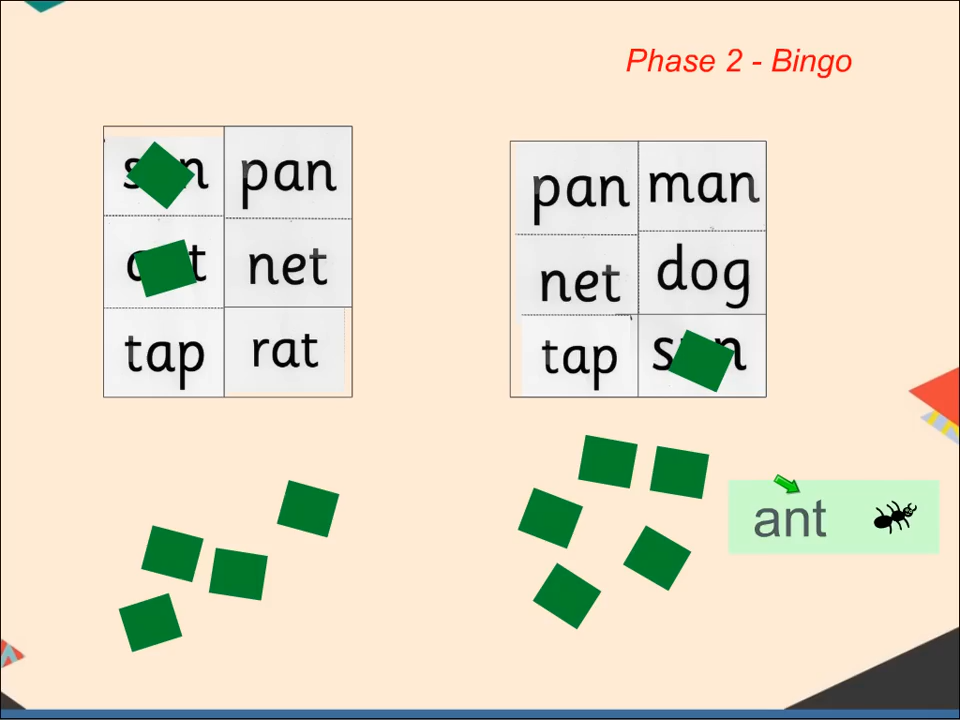 Phase 2 - Bingo
pan
net
tap rat
pan man
net dog
tap
ant